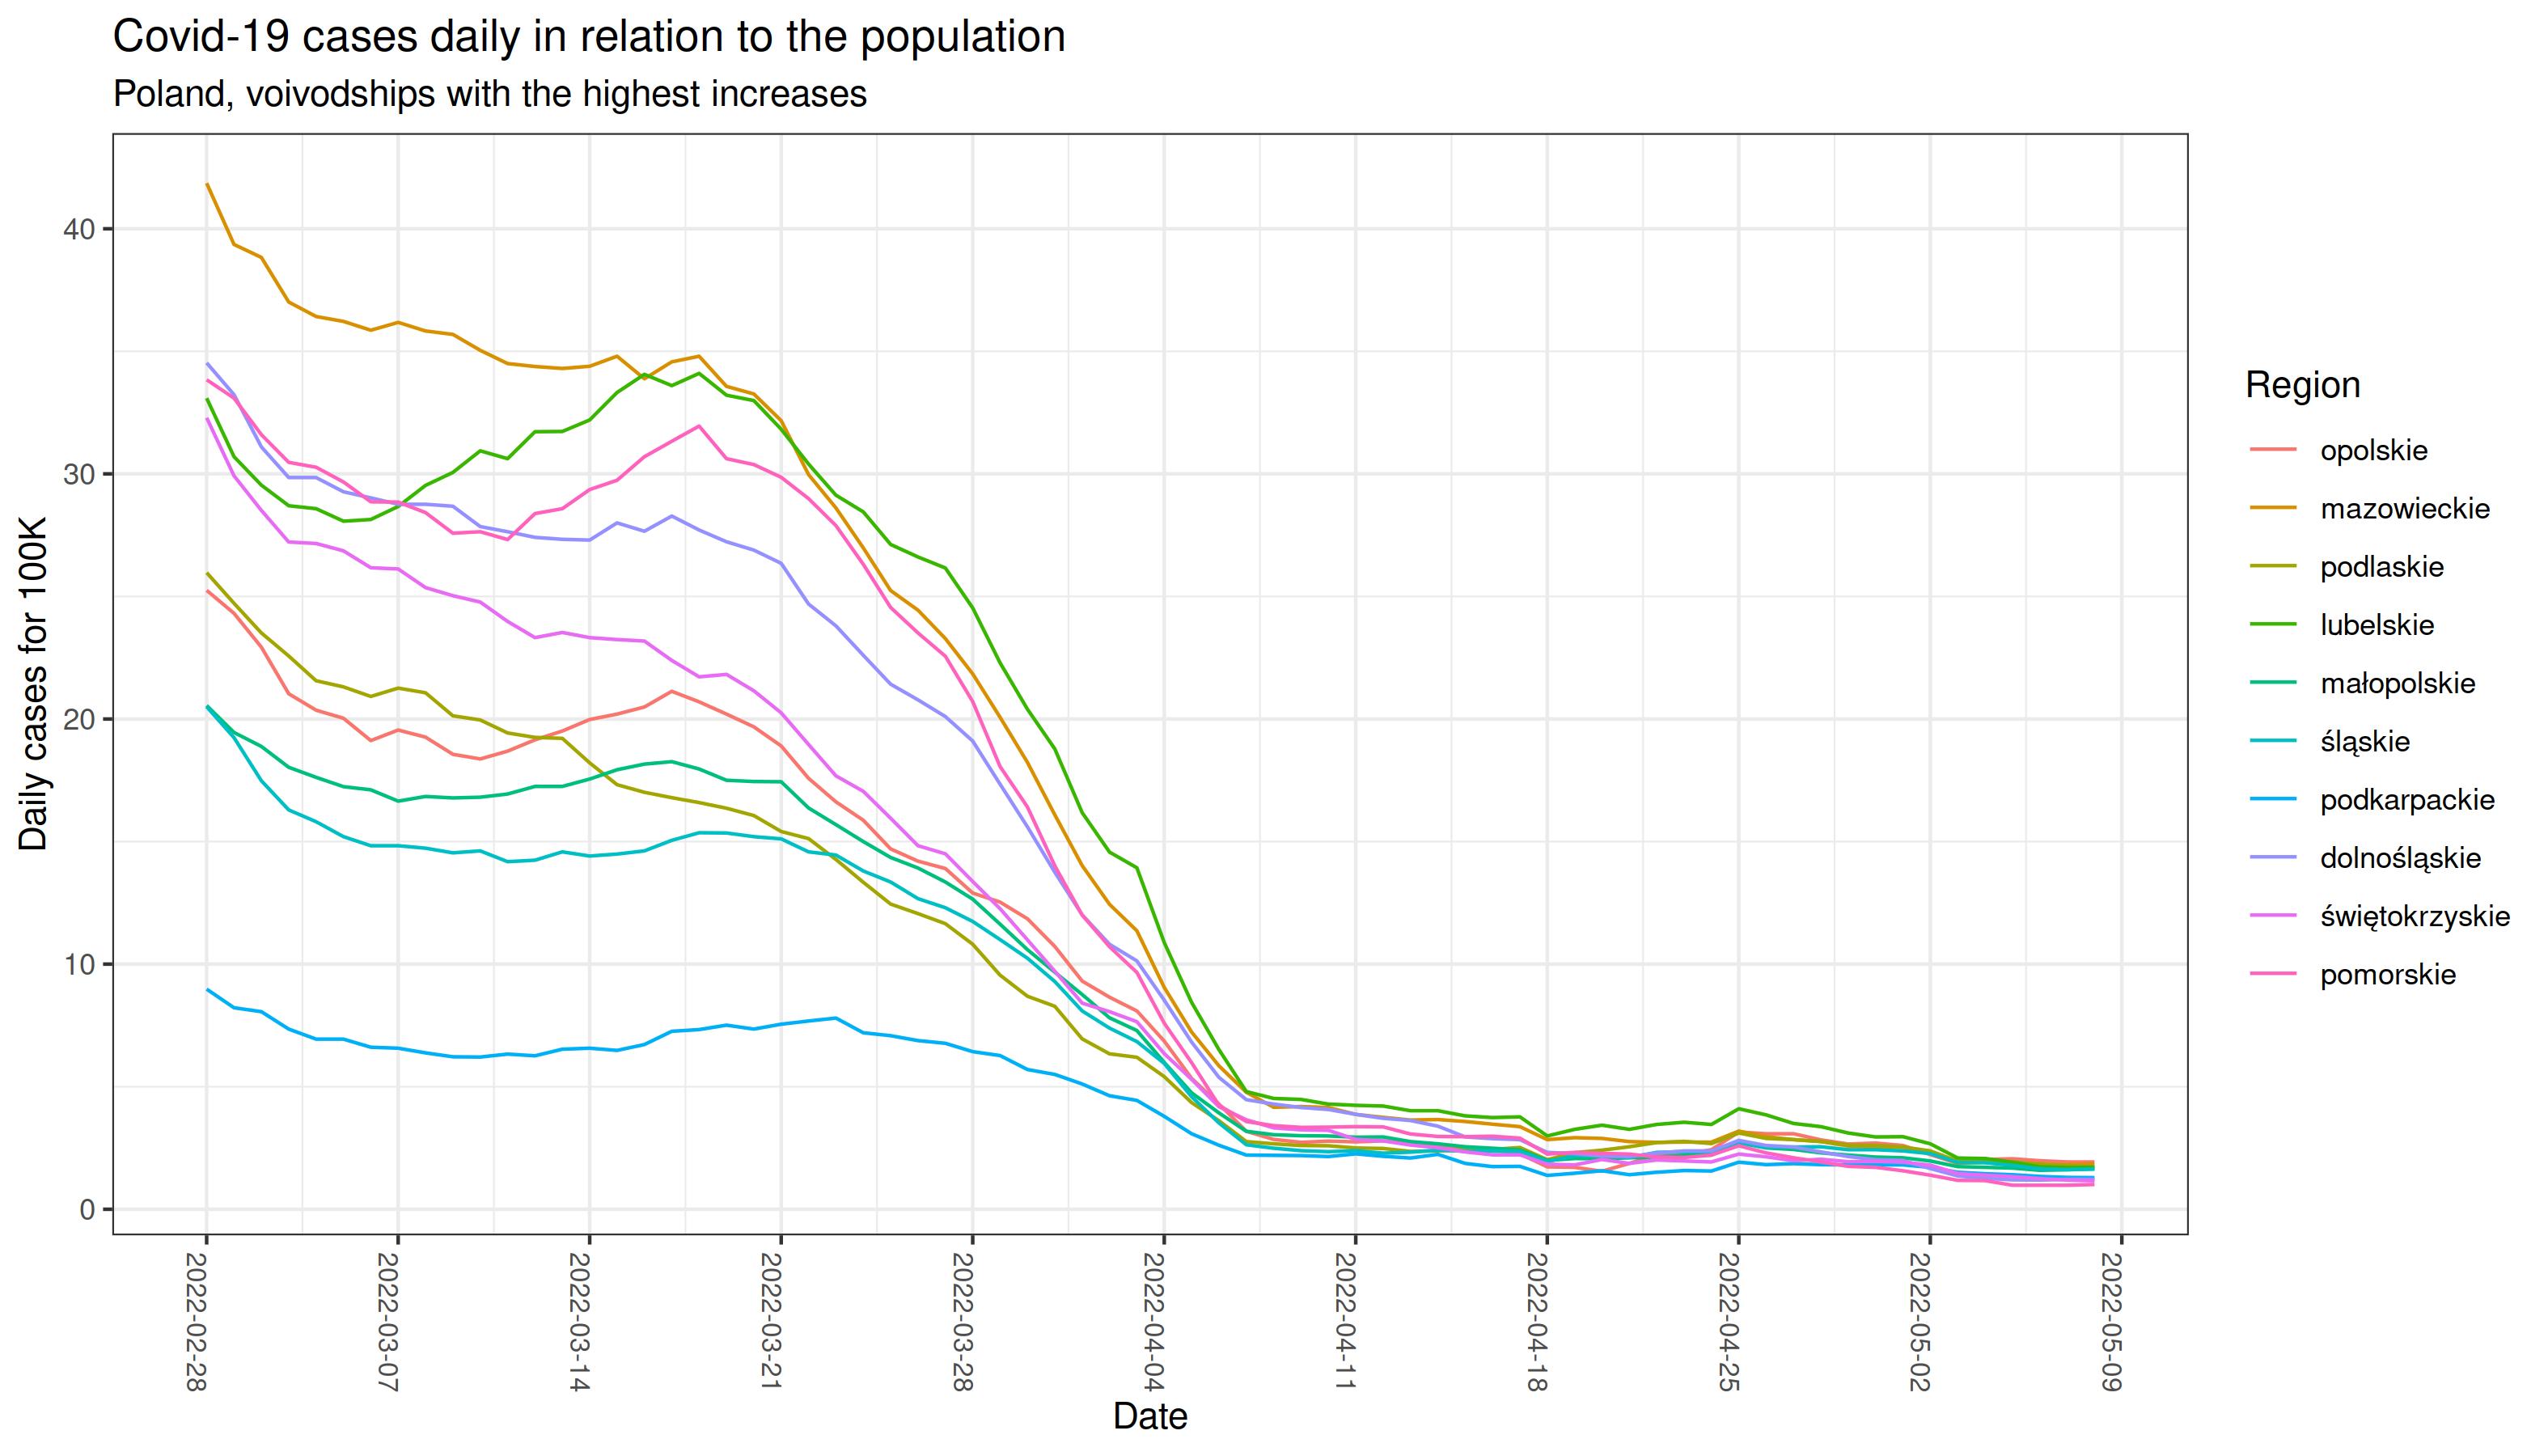 Covid-19 cases daily in relation to the population
Poland, voivodships with the highest increases
Daily cases for 100K
40
30
20
10
0
2022-02-28
2022-03-07
2022-03-14
2022-03-21
2022-03-28
2022-04-04
2022-04-11
2022-04-18
2022-04-25
2022-05-02
2022-05-09
Date
Region
opolskie
mazowieckie
podlaskie
lubelskie
małopolskie
śląskie
podkarpackie
dolnośląskie
świętokrzyskie
pomorskie